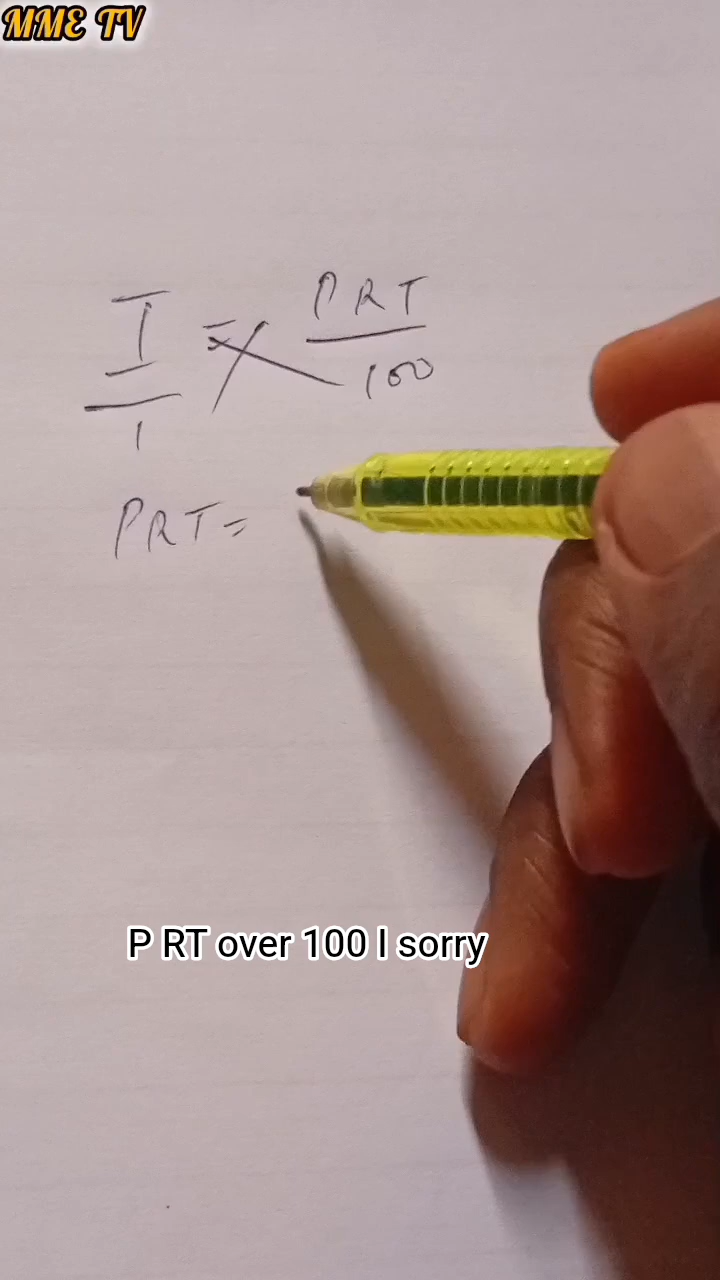 MME TV
I/1 = PRT/100
PRT =
P RT over 100 I sorry